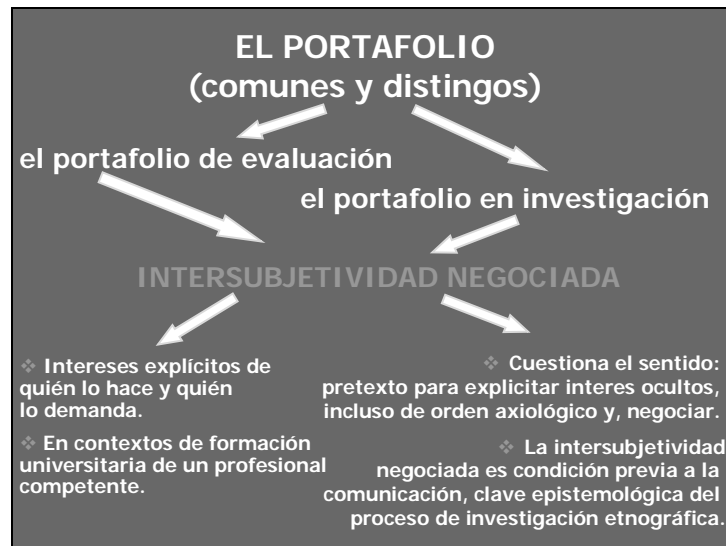 EL PORTAFOLIO
(comunes y distingos)
el portafolio de evaluación
el portafolio en investigación
INTERSUBJETIVIDAD NEGOCIADA
❖ Intereses explícitos de
quién lo hace y quién
lo demanda.
❖ En contextos de formación
universitaria de un profesional
competente.
❖ Cuestiona el sentido:
pretexto para explicitar interes ocultos,
incluso de orden axiológico y, negociar.
❖ La intersubjetividad
negociada es condición previa a la
comunicación, clave epistemológica del
proceso de investigación etnográfica.